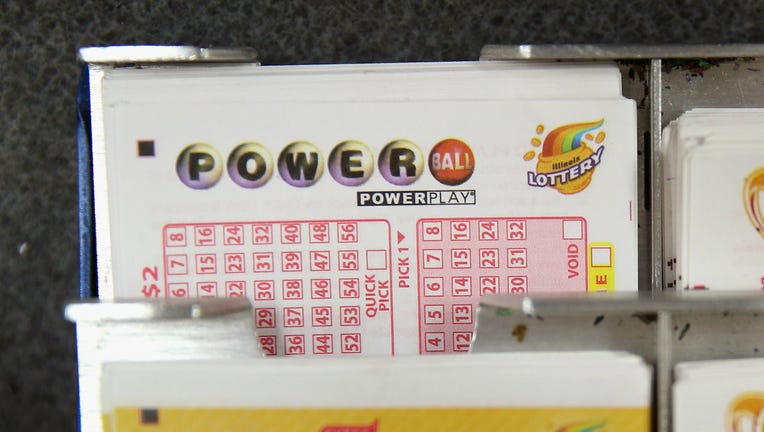 POWER BALL
POWERPLAY®
Illinois
LOTTERY
8 16 24 32 40 48 56 8 16 24 32
7 15 23 31 39 47 55 7 15 23 31
6 22 30 38 46 54 6 14 22 30
29 37 45 53 5 13 21
28 36 44 52 4 12
$2
QUICK
PICK
PICK 1
VOID
E